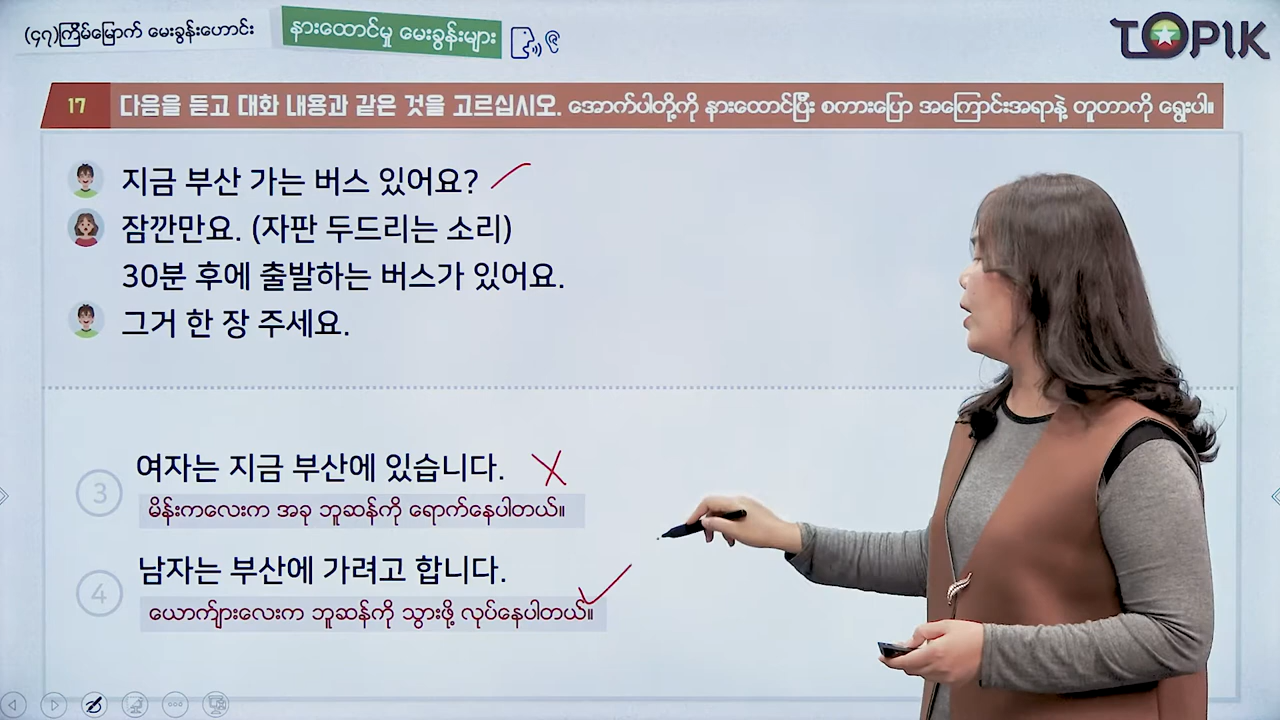 (၄၇)ကြိမ်မြောက် မေးခွန်းဟောင်း
နားထောင်မှု မေးခွန်းများ
TOPIK
17 다음을 듣고 대화 내용과 같은 것을 고르십시오. အောက်ပါတို့ကို နားထောင်ပြီး စကားပြော အကြောင်းအရာနဲ့ တူတာကို ရွေးပါ။
지금 부산 가는 버스 있어요?
잠깐만요. (자판 두드리는 소리)
30분 후에 출발하는 버스가 있어요.
그거 한 장 주세요.
3 여자는 지금 부산에 있습니다.
မိန်းကလေးက အခု ဘူဆန်ကို ရောက်နေပါတယ်။
4 남자는 부산에 가려고 합니다.
ယောက်ျားလေးက ဘူဆန်ကို သွားဖို့ လုပ်နေပါတယ်။